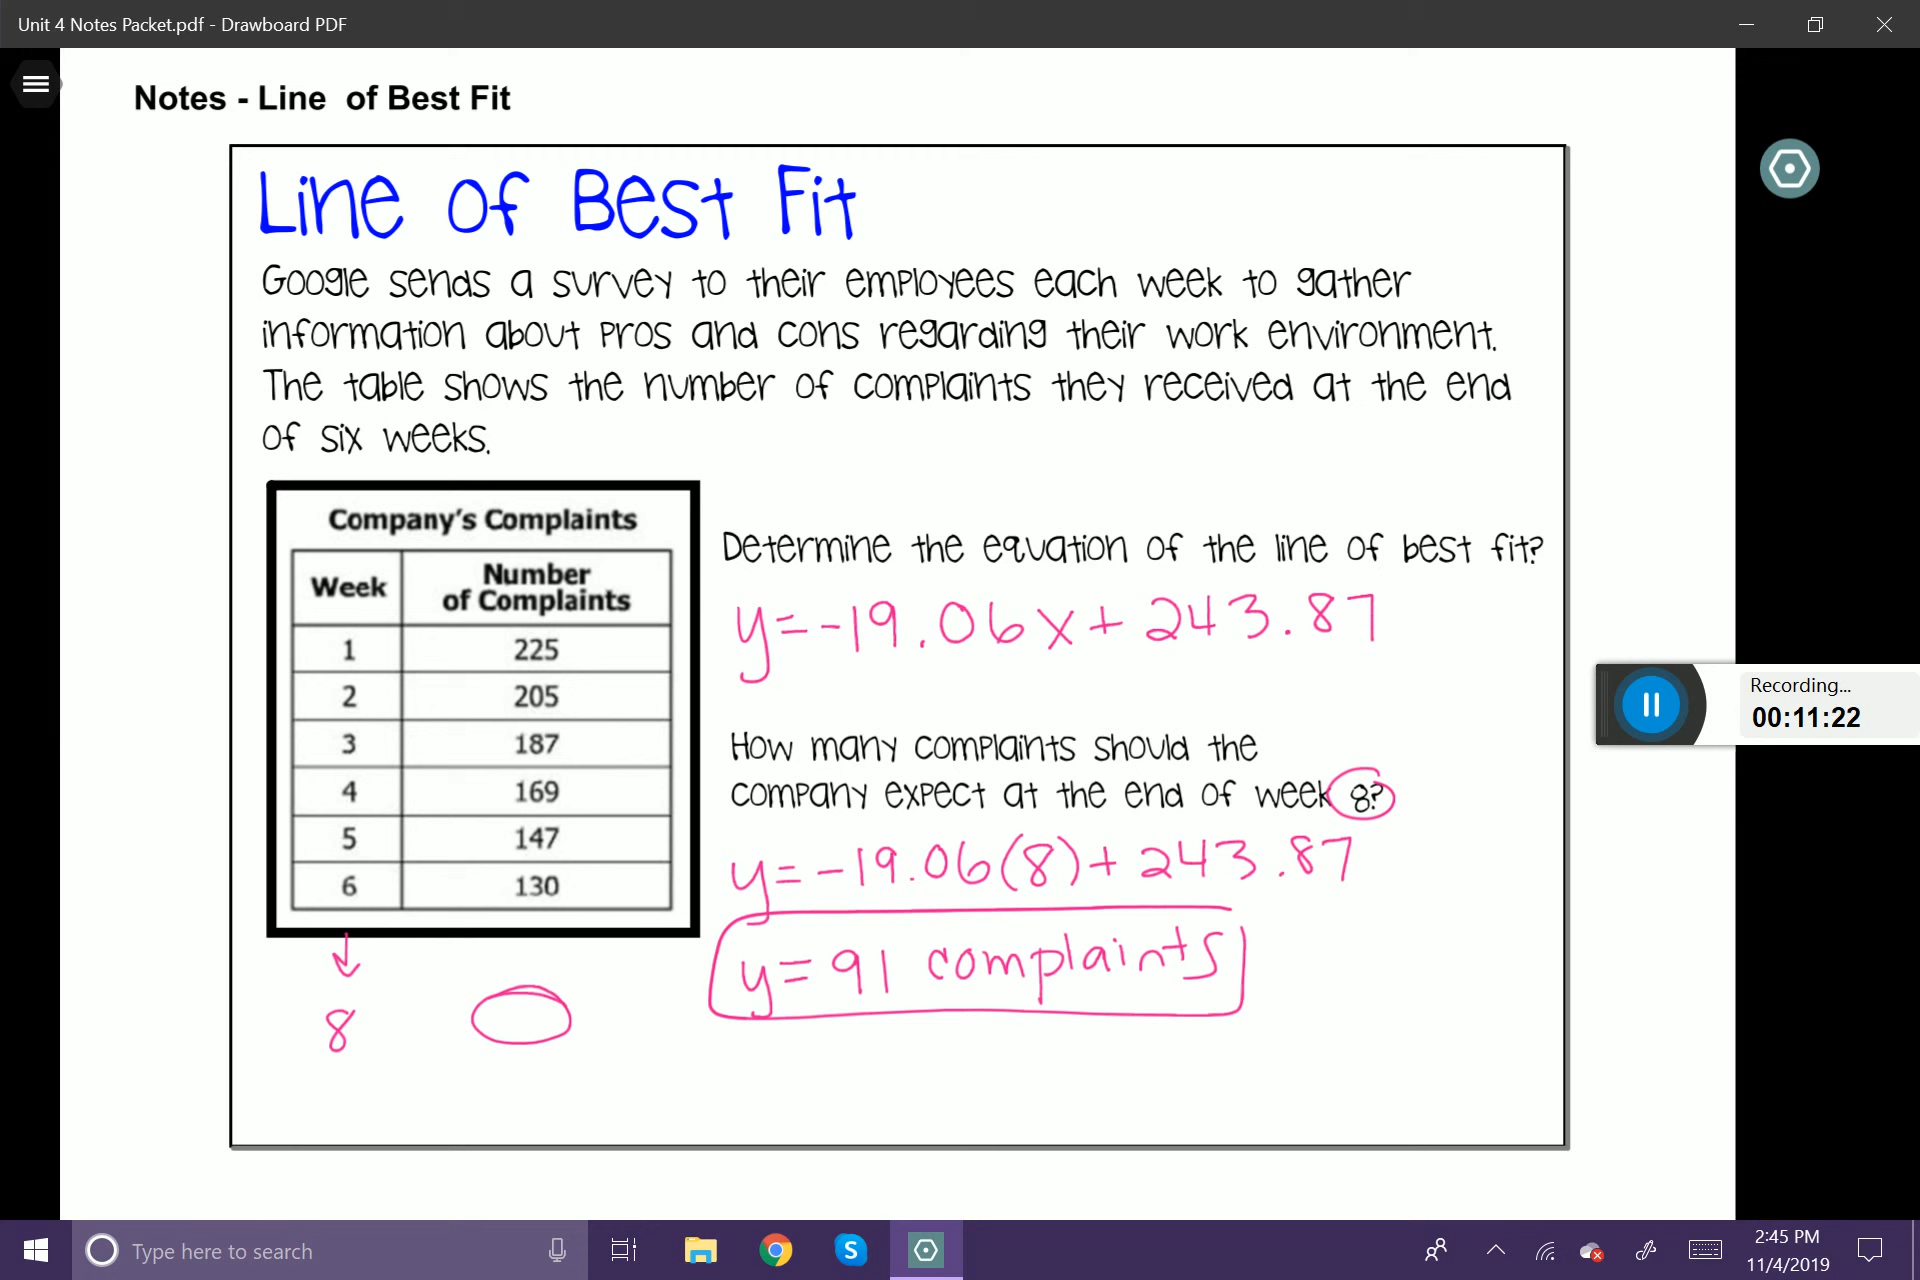 Unit 4 Notes Packet.pdf - Drawboard PDF
Notes - Line of Best Fit
Line of Best Fit
Google sends a survey to their employees each week to gather
information about pros and cons regarding their work environment.
The table shows the number of complaints they received at the end
of six weeks.
Company's Complaints
Week Number of Complaints
1 225
2 205
3 187
4 169
5 147
6 130
8
Determine the equation of the line of best fit?
y=-19.06x+243.87
How many complaints should the
company expect at the end of week 8?
y=-19.06(8)+243.87
y=91 complaints
Recording...
00:11:22
Type here to search
S
2:45 PM
11/4/2019